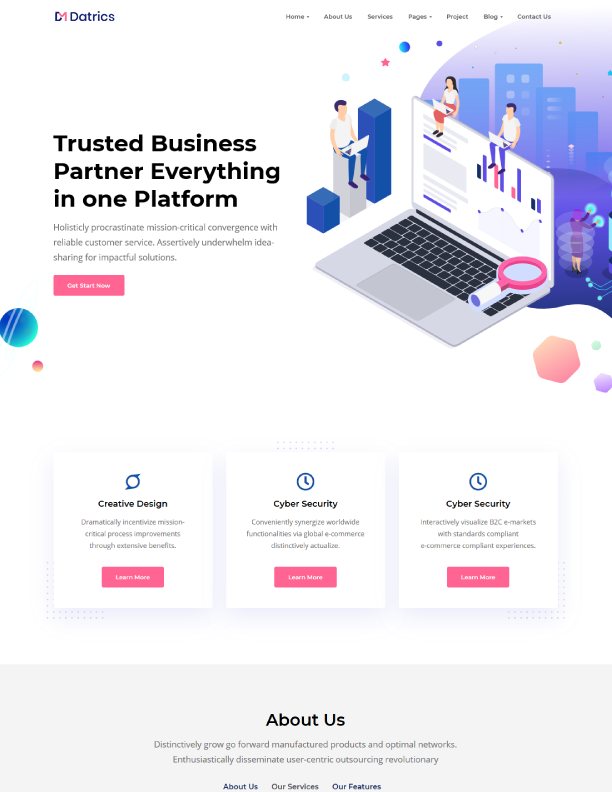 Datrics
Home About Us Services Pages Project Blog Contact Us
Trusted Business
Partner Everything
in one Platform
Holisticly procrastinate mission-critical convergence with
reliable customer service. Assertively underwhelm idea-
sharing for impactful solutions.
Get Start Now
Creative Design
Dramatically incentivize mission-
critical process improvements
through extensive benefits.
Learn More
Cyber Security
Conveniently synergize worldwide
functionalities via global e-commerce
distinctively actualize.
Learn More
Cyber Security
Interactively visualize B2C e-markets
with standards compliant
e-commerce compliant experiences.
Learn More
About Us
Distinctively grow go forward manufactured products and optimal networks.
Enthusiastically disseminate user-centric outsourcing revolutionary
About Us Our Services Our Features